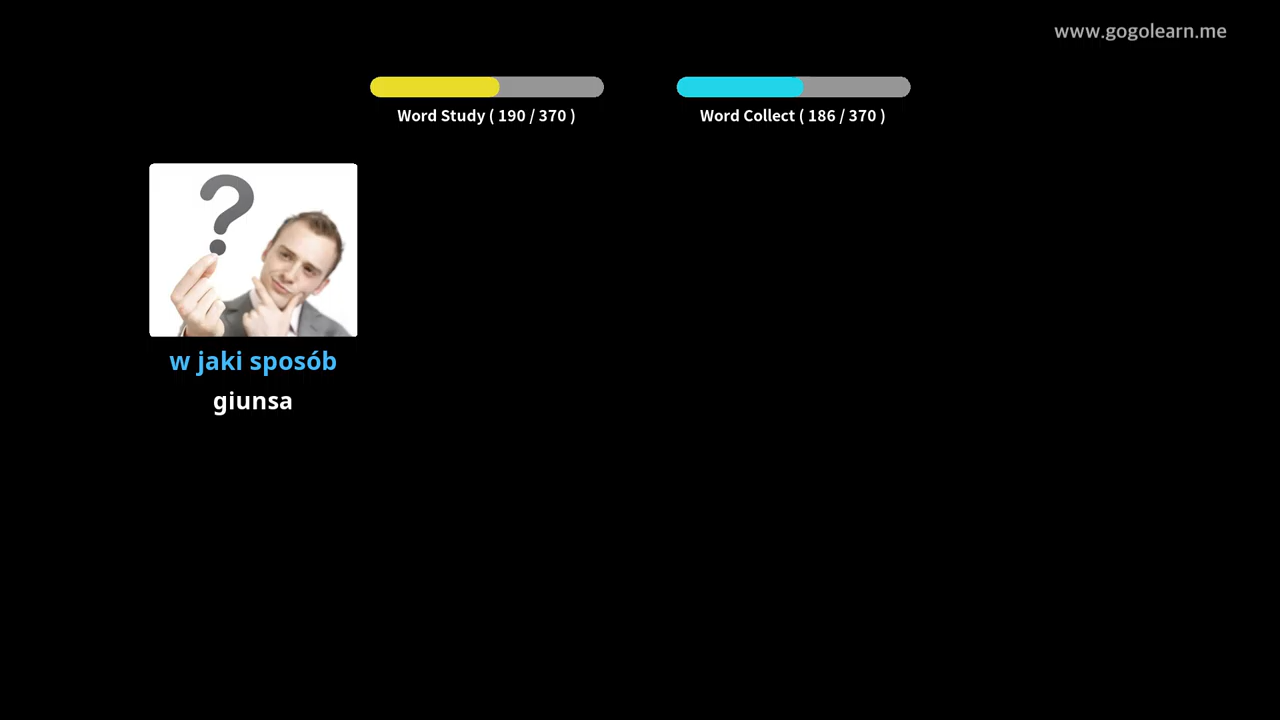 www.gogolearn.me
Word Study ( 190 / 370 )
Word Collect ( 186 / 370 )
?
w jaki sposób
giunsa